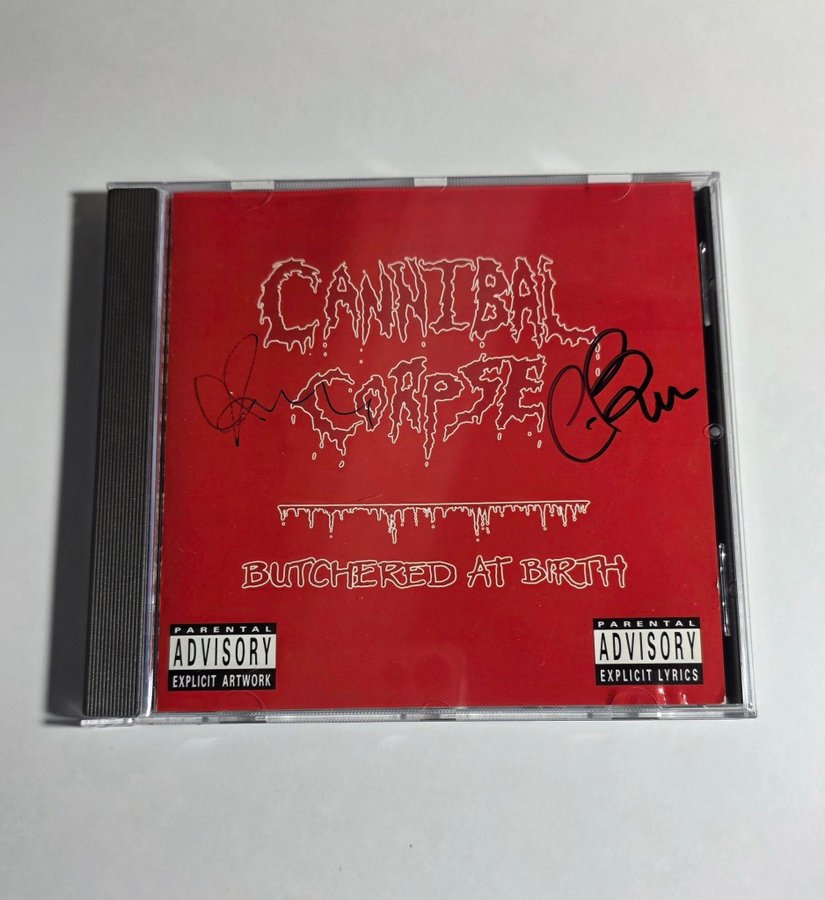 CANNIBAL
CORPSE
BUTCHERED AT BIRTH
PARENTAL
ADVISORY
EXPLICIT ARTWORK
PARENTAL
ADVISORY
EXPLICIT LYRICS